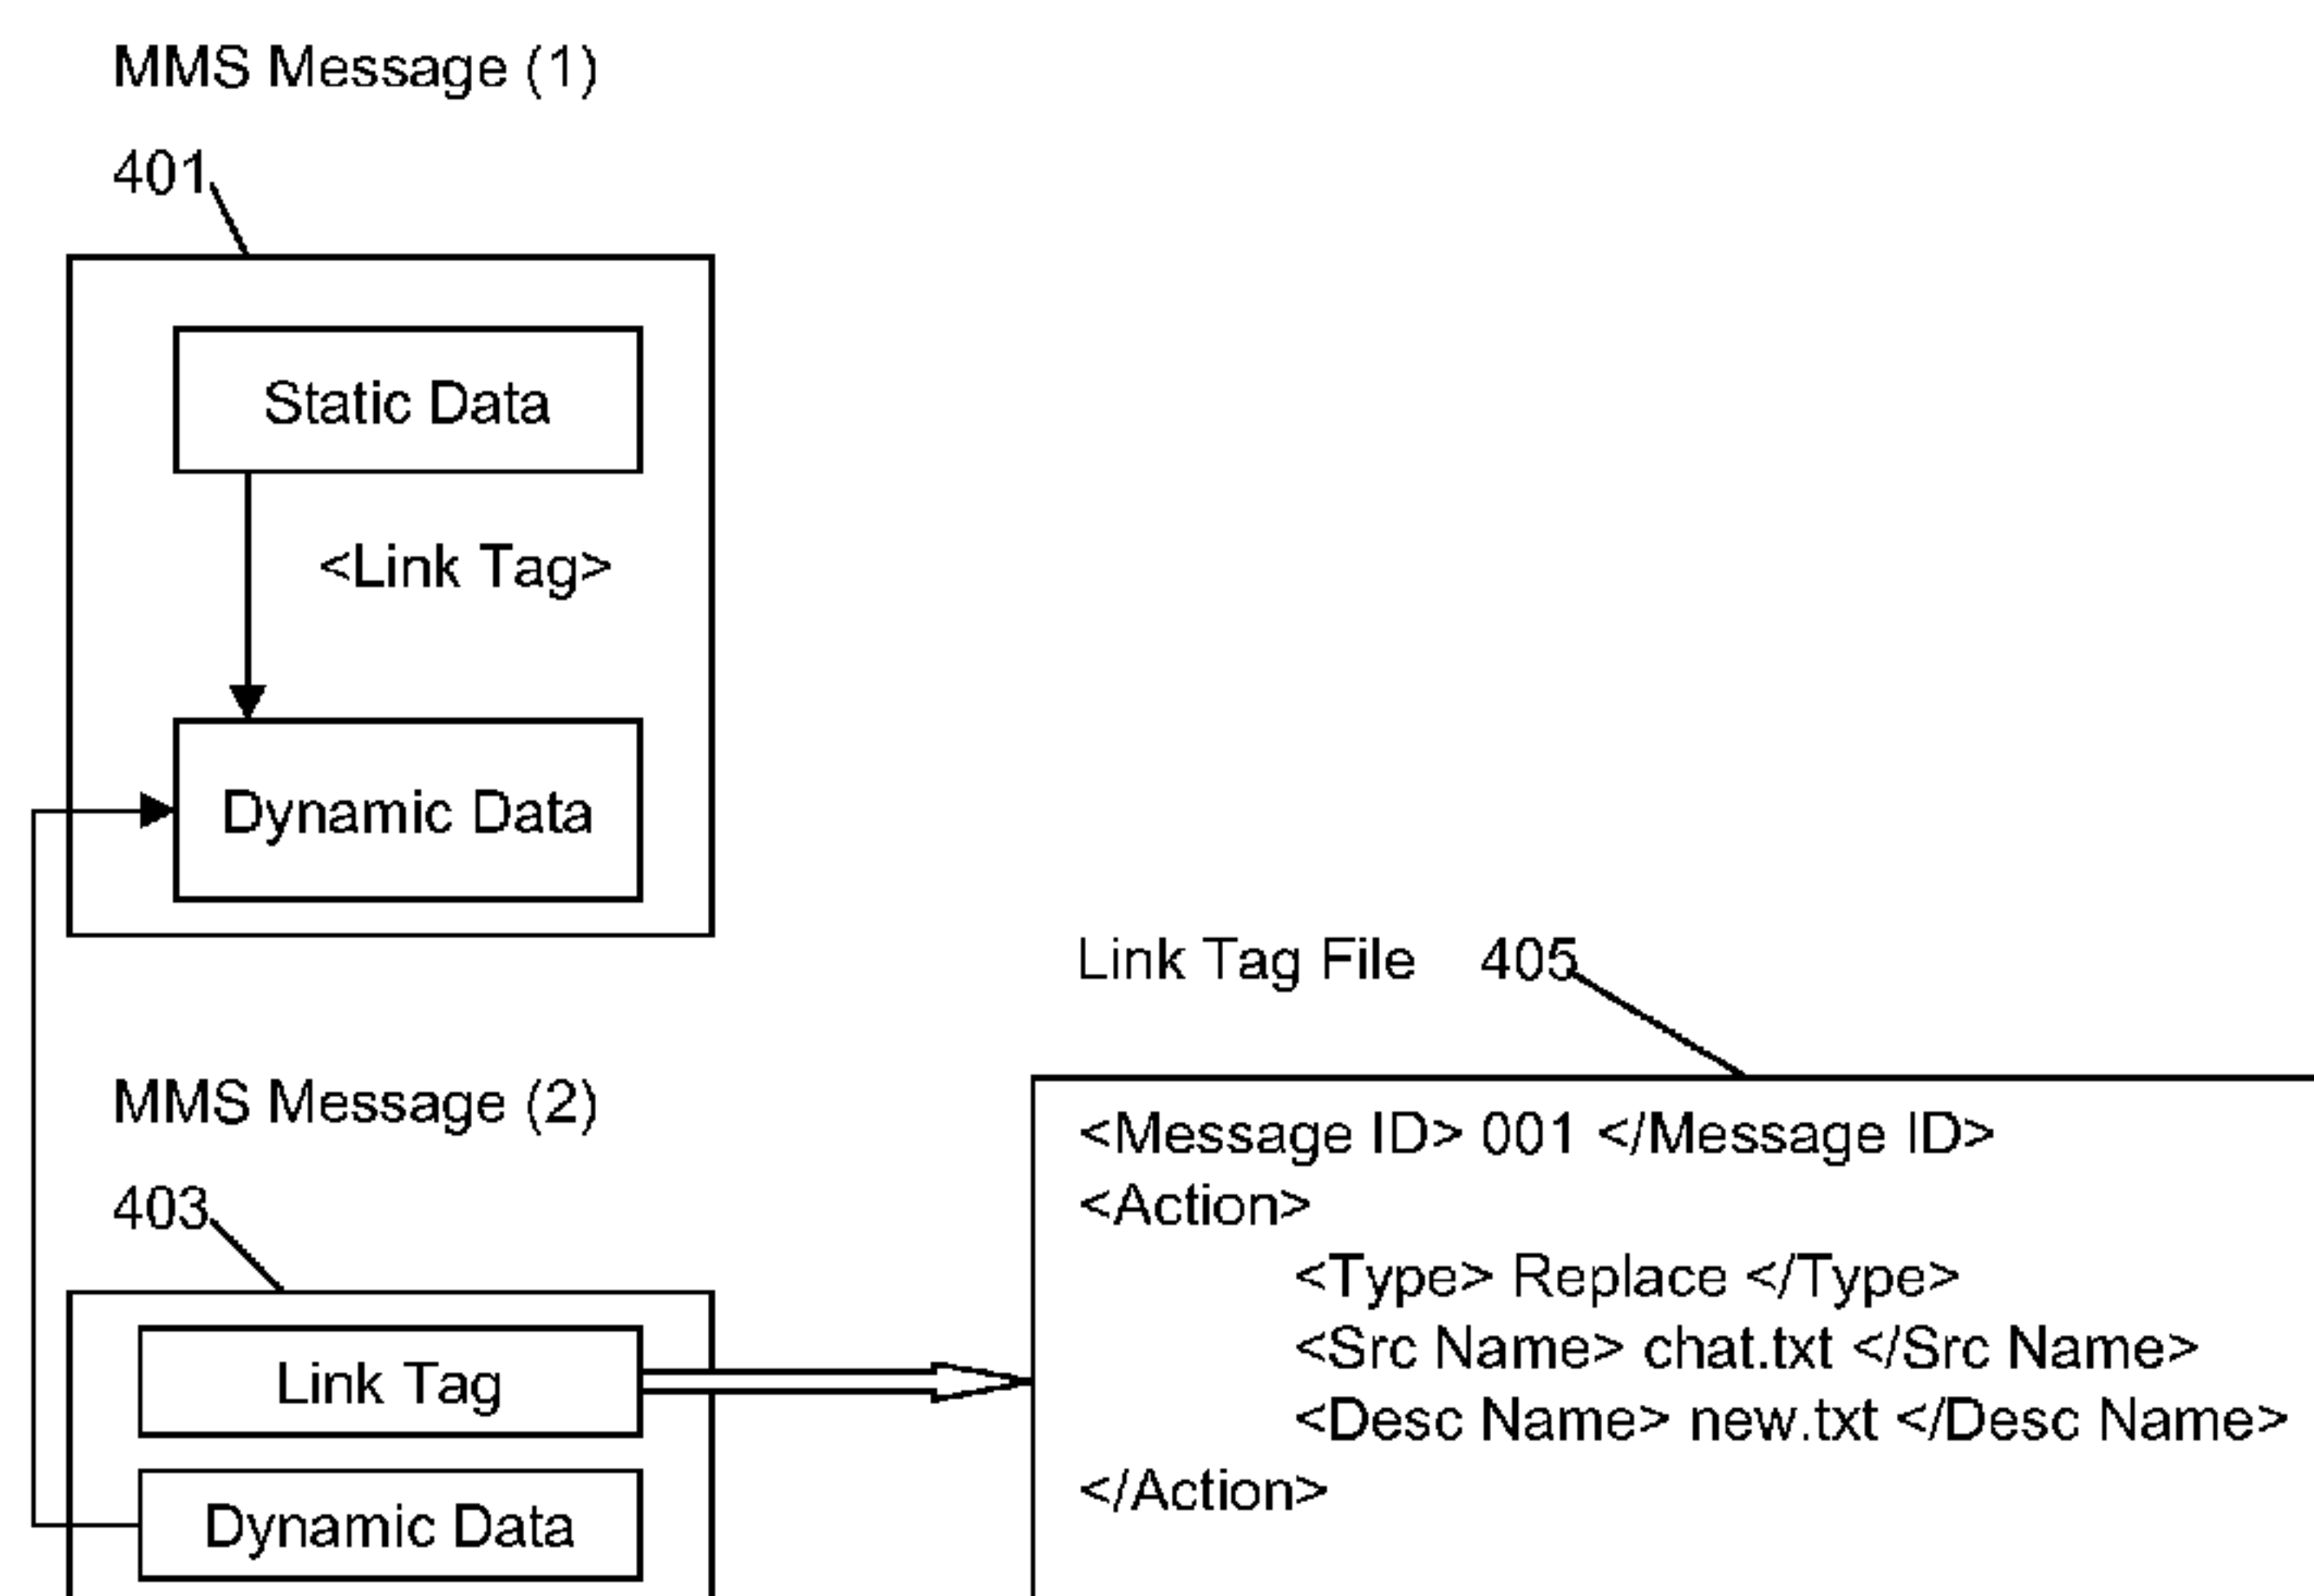 MMS Message (1)
401
Static Data
<Link Tag>
Dynamic Data
MMS Message (2)
403
Link Tag
Dynamic Data
Link Tag File 405
<Message ID> 001 </Message ID>
<Action>
<Type> Replace </Type>
<Src Name> chat.txt </Src Name>
<Desc Name> new.txt </Desc Name>
</Action>